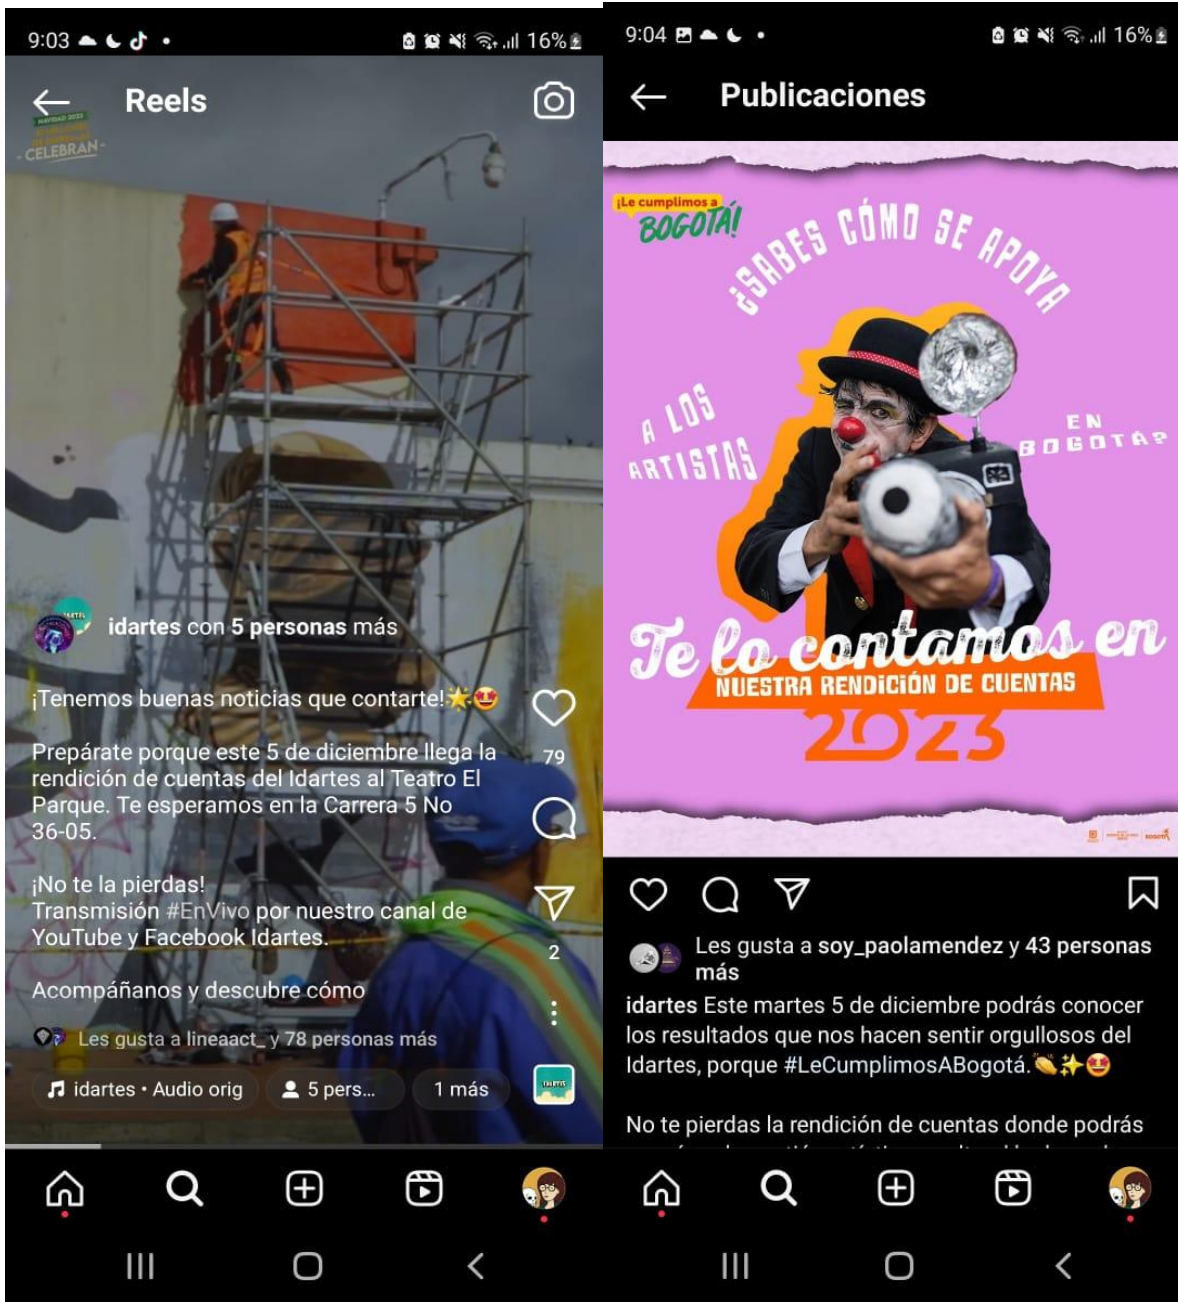 9:03
16%
Reels
NAVIDAD 2023
- CELEBRAN -
idartes con 5 personas más
¡Tenemos buenas noticias que contarte!
Prepárate porque este 5 de diciembre llega la
rendición de cuentas del Idartes al Teatro El
Parque. Te esperamos en la Carrera 5 No
36-05.
¡No te la pierdas!
Transmisión #EnVivo por nuestro canal de
YouTube y Facebook Idartes.
Acompáñanos y descubre cómo
79
2
Les gusta a lineaact_ y 78 personas más
idartes • Audio orig
5 pers...
1 más
9:04
16%
Publicaciones
¡Le cumplimos a
BOGOTÁ!
¿SABES CÓMO SE APOYA
A LOS
ARTISTAS
EN
BOGOTÁ?
Te lo contamos en
NUESTRA RENDICIÓN DE CUENTAS
2023
Les gusta a soy_paolamendez y 43 personas
más
idartes Este martes 5 de diciembre podrás conocer
los resultados que nos hacen sentir orgullosos del
Idartes, porque #LeCumplimosABogotá.
No te pierdas la rendición de cuentas donde podrás